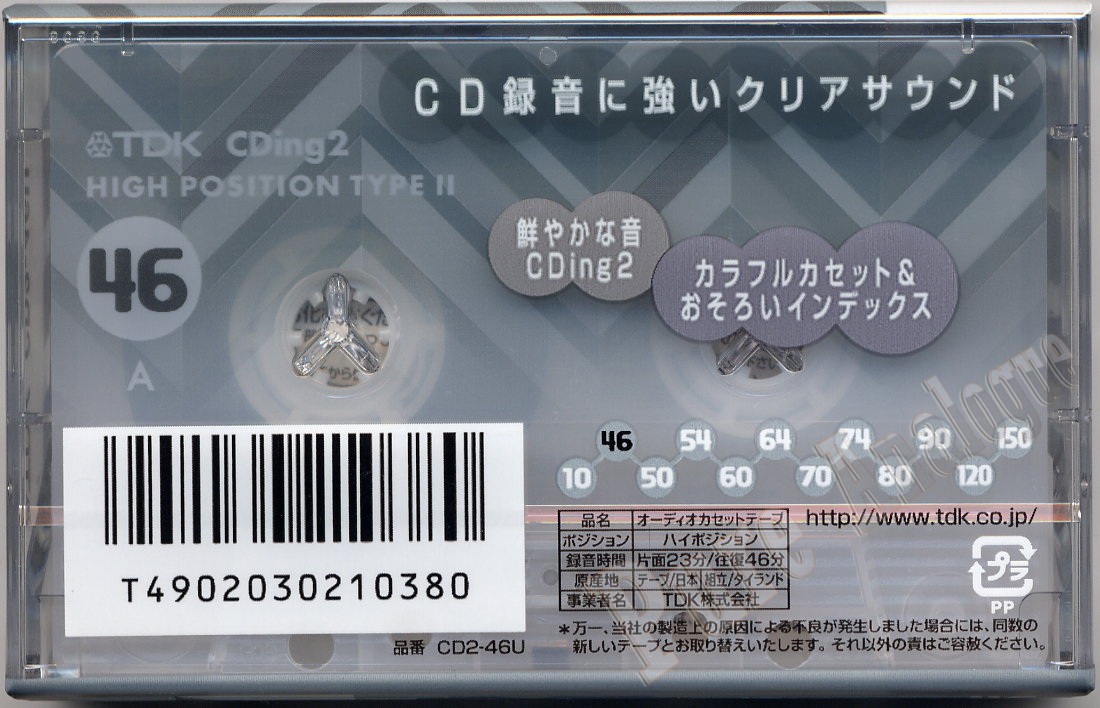 CD録音に強いクリアサウンド
TDK CDing2
HIGH POSITION TYPE II
46
A
鮮やかな音
CDing2
カラフルカセット&
おそろいインデックス
46 54 64 74 90 150
10 50 60 70 80 120
T4902030210380
品番 CD2-46U
品名 オーディオカセットテープ
ポジション ハイポジション
録音時間 片面23分/往復46分
原産地 テープ/日本 組立/タイランド
事業者名 TDK株式会社
http://www.tdk.co.jp/
プラ
PP
*万一、当社の製造上の原因による不良が発生しました場合には、同数の
新しいテープとお取り替えいたします。それ以外の責はご容赦ください。
Pure Analogue